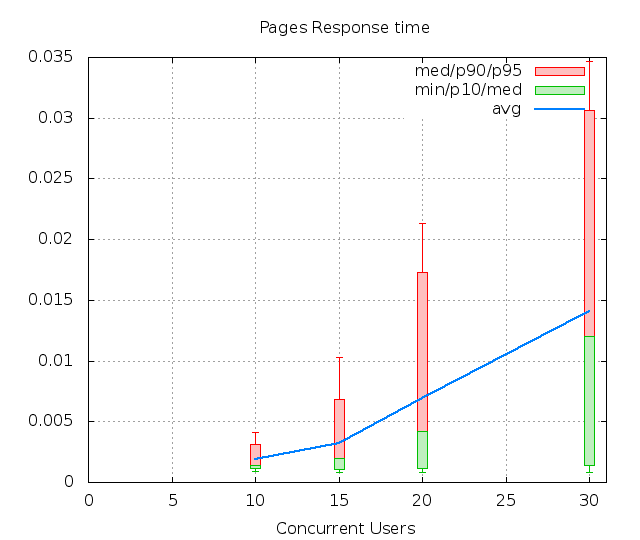 Pages Response time
0.035
0.03
0.025
0.02
0.015
0.01
0.005
0
med/p90/p95
min/p10/med
avg
0 5 10 15 20 25 30
Concurrent Users